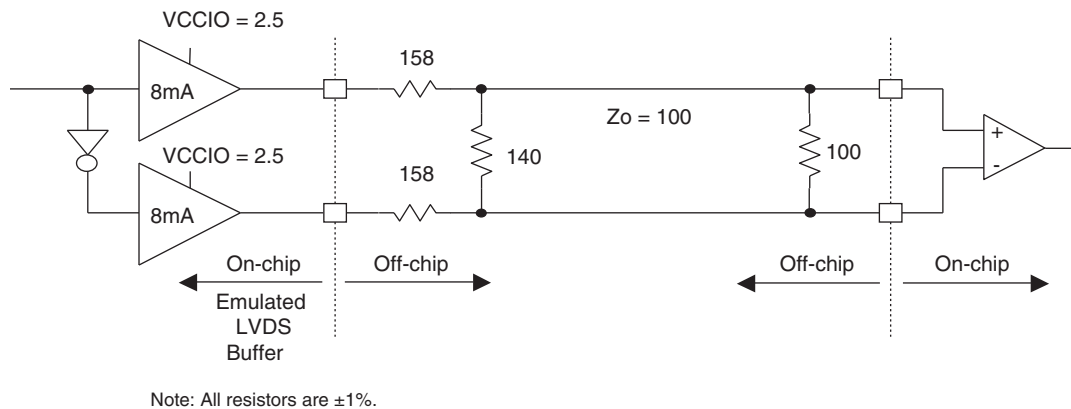 VCCIO = 2.5
158
8mA
Zo = 100
VCCIO = 2.5
140
100
158
8mA
+
-
On-chip
Off-chip
Off-chip
On-chip
Emulated
LVDS
Buffer
Note: All resistors are ±1%.